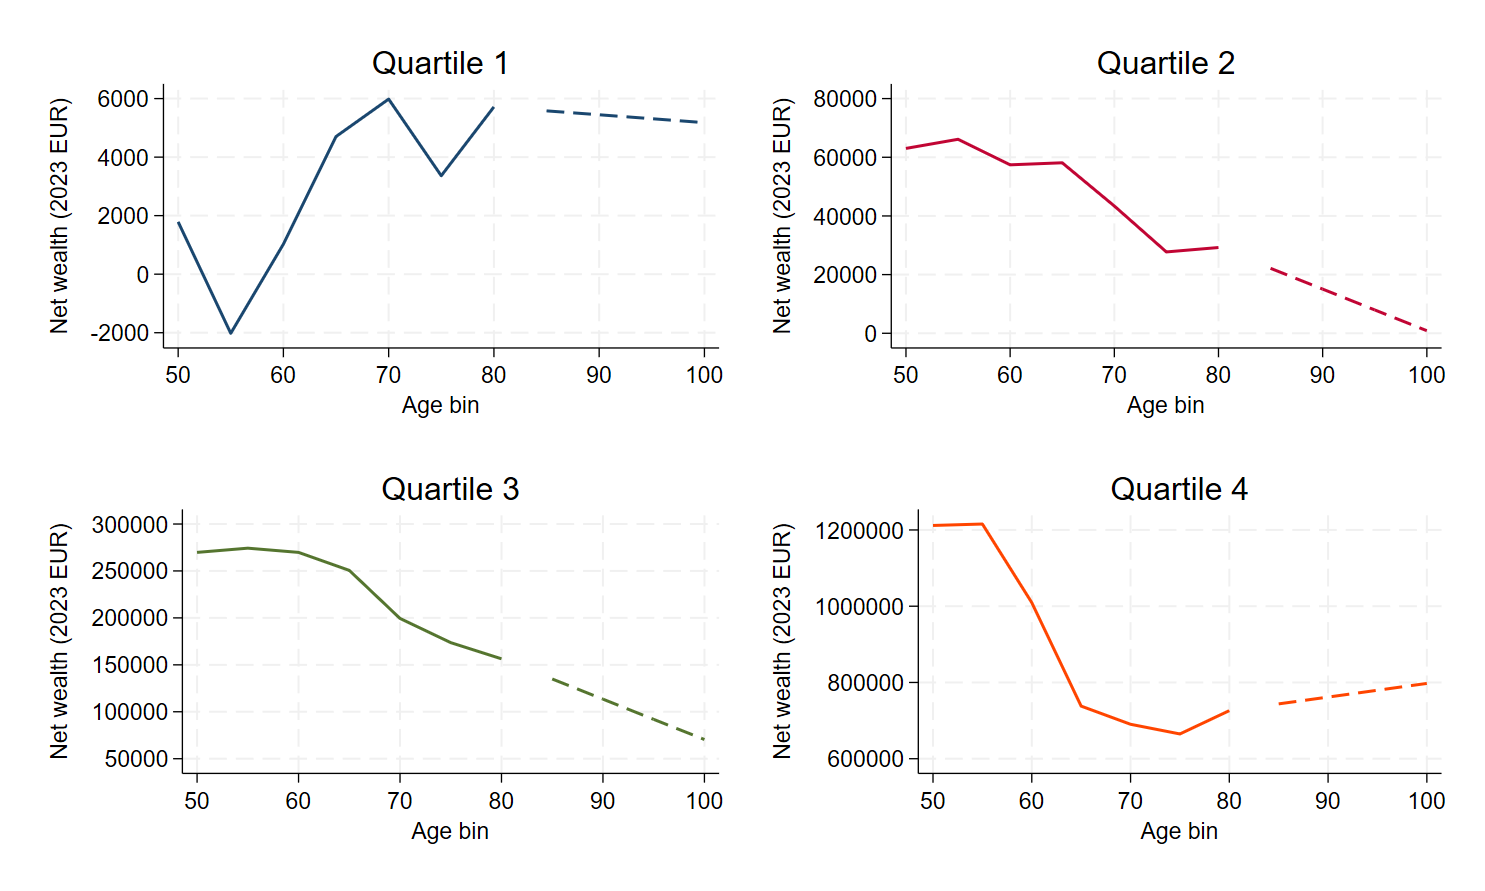 Quartile 1
Net wealth (2023 EUR)
6000
4000
2000
0
-2000
50 60 70 80 90 100
Age bin
Quartile 2
Net wealth (2023 EUR)
80000
60000
40000
20000
0
50 60 70 80 90 100
Age bin
Quartile 3
Net wealth (2023 EUR)
300000
250000
200000
150000
100000
50000
50 60 70 80 90 100
Age bin
Quartile 4
Net wealth (2023 EUR)
1200000
1000000
800000
600000
50 60 70 80 90 100
Age bin